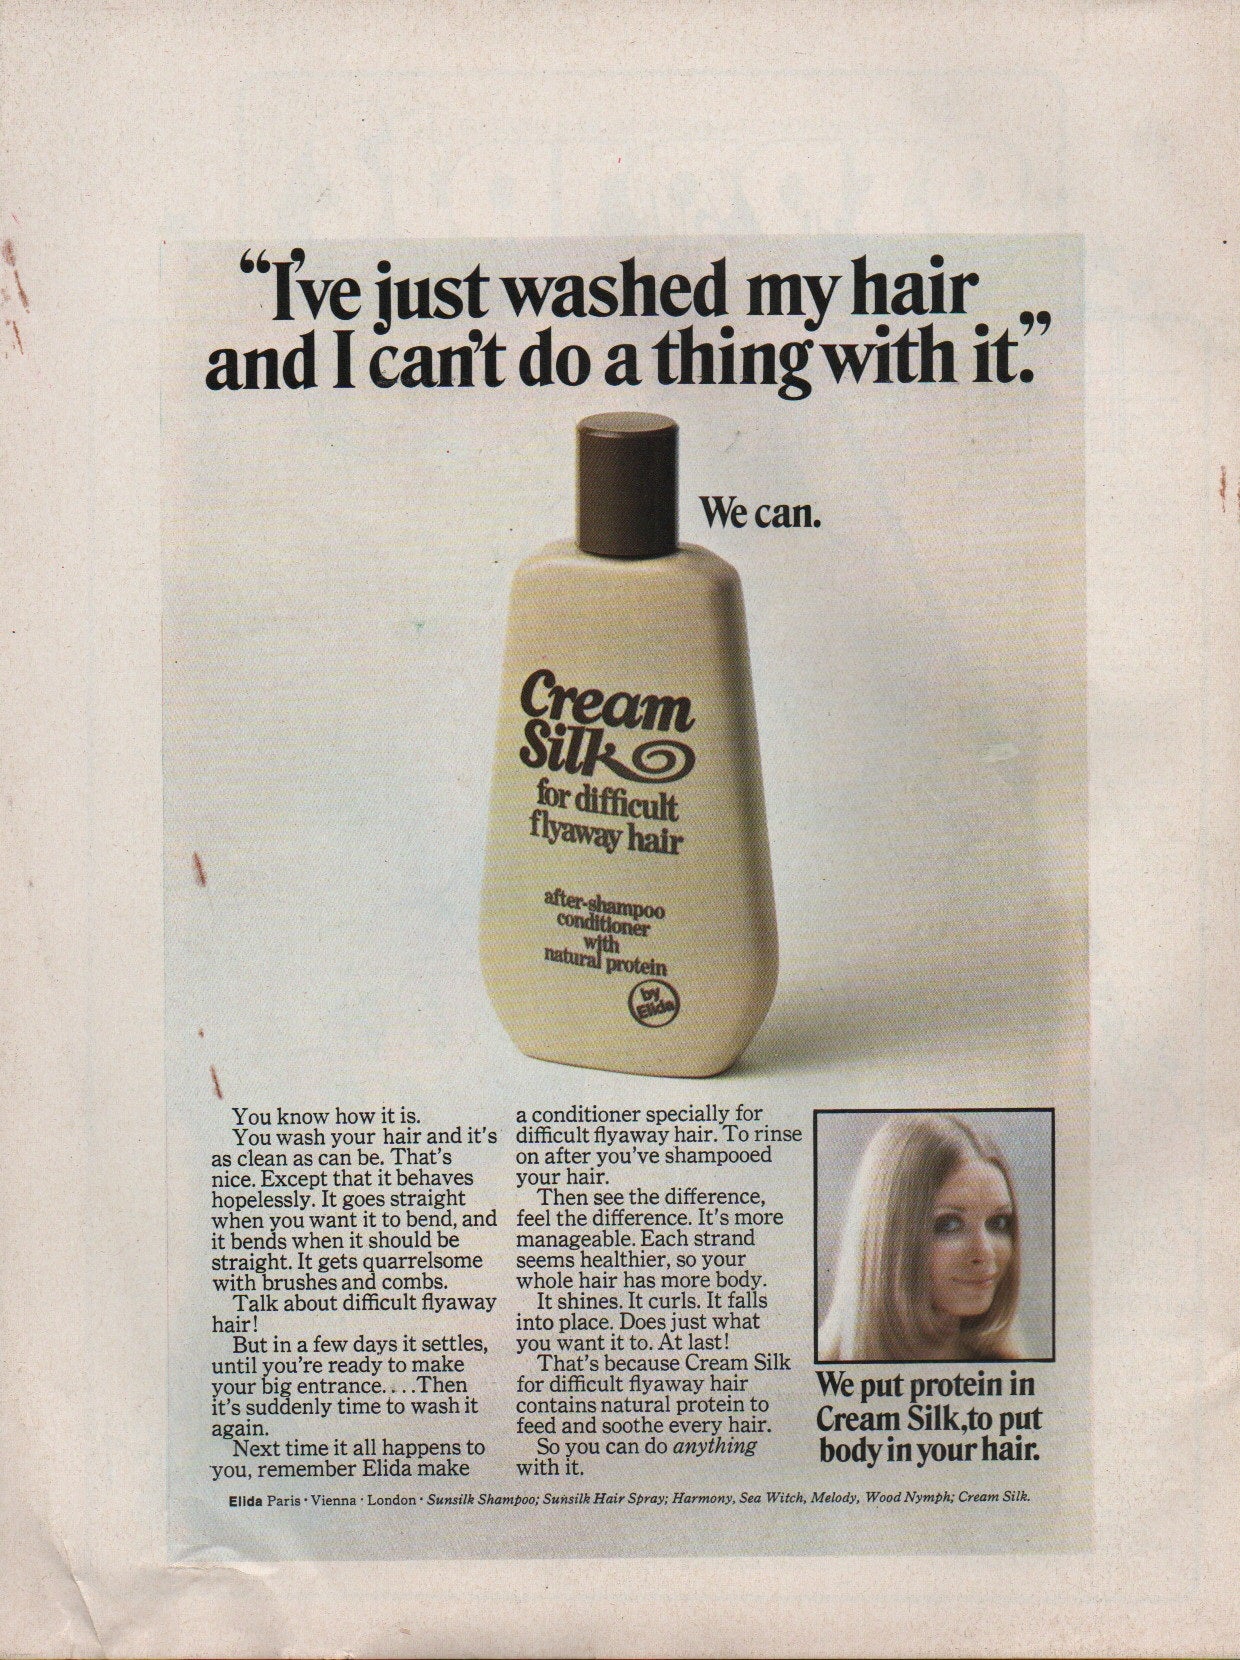 “I've just washed my hair
and I can't do a thing with it.”
We can.
Cream
Silk
for difficult
flyaway hair
after-shampoo
conditioner
with
natural protein
by
Elida
You know how it is.
You wash your hair and it's
as clean as can be. That's
nice. Except that it behaves
hopelessly. It goes straight
when you want it to bend, and
it bends when it should be
straight. It gets quarrelsome
with brushes and combs.
Talk about difficult flyaway
hair!
But in a few days it settles,
until you're ready to make
your big entrance. . . .Then
it's suddenly time to wash it
again.
Next time it all happens to
you, remember Elida make
a conditioner specially for
difficult flyaway hair. To rinse
on after you've shampooed
your hair.
Then see the difference,
feel the difference. It's more
manageable. Each strand
seems healthier, so your
whole hair has more body.
It shines. It curls. It falls
into place. Does just what
you want it to. At last!
That's because Cream Silk
for difficult flyaway hair
contains natural protein to
feed and soothe every hair.
So you can do anything
with it.
We put protein in
Cream Silk,to put
body in your hair.
Elida Paris · Vienna · London · Sunsilk Shampoo; Sunsilk Hair Spray; Harmony, Sea Witch, Melody, Wood Nymph; Cream Silk.